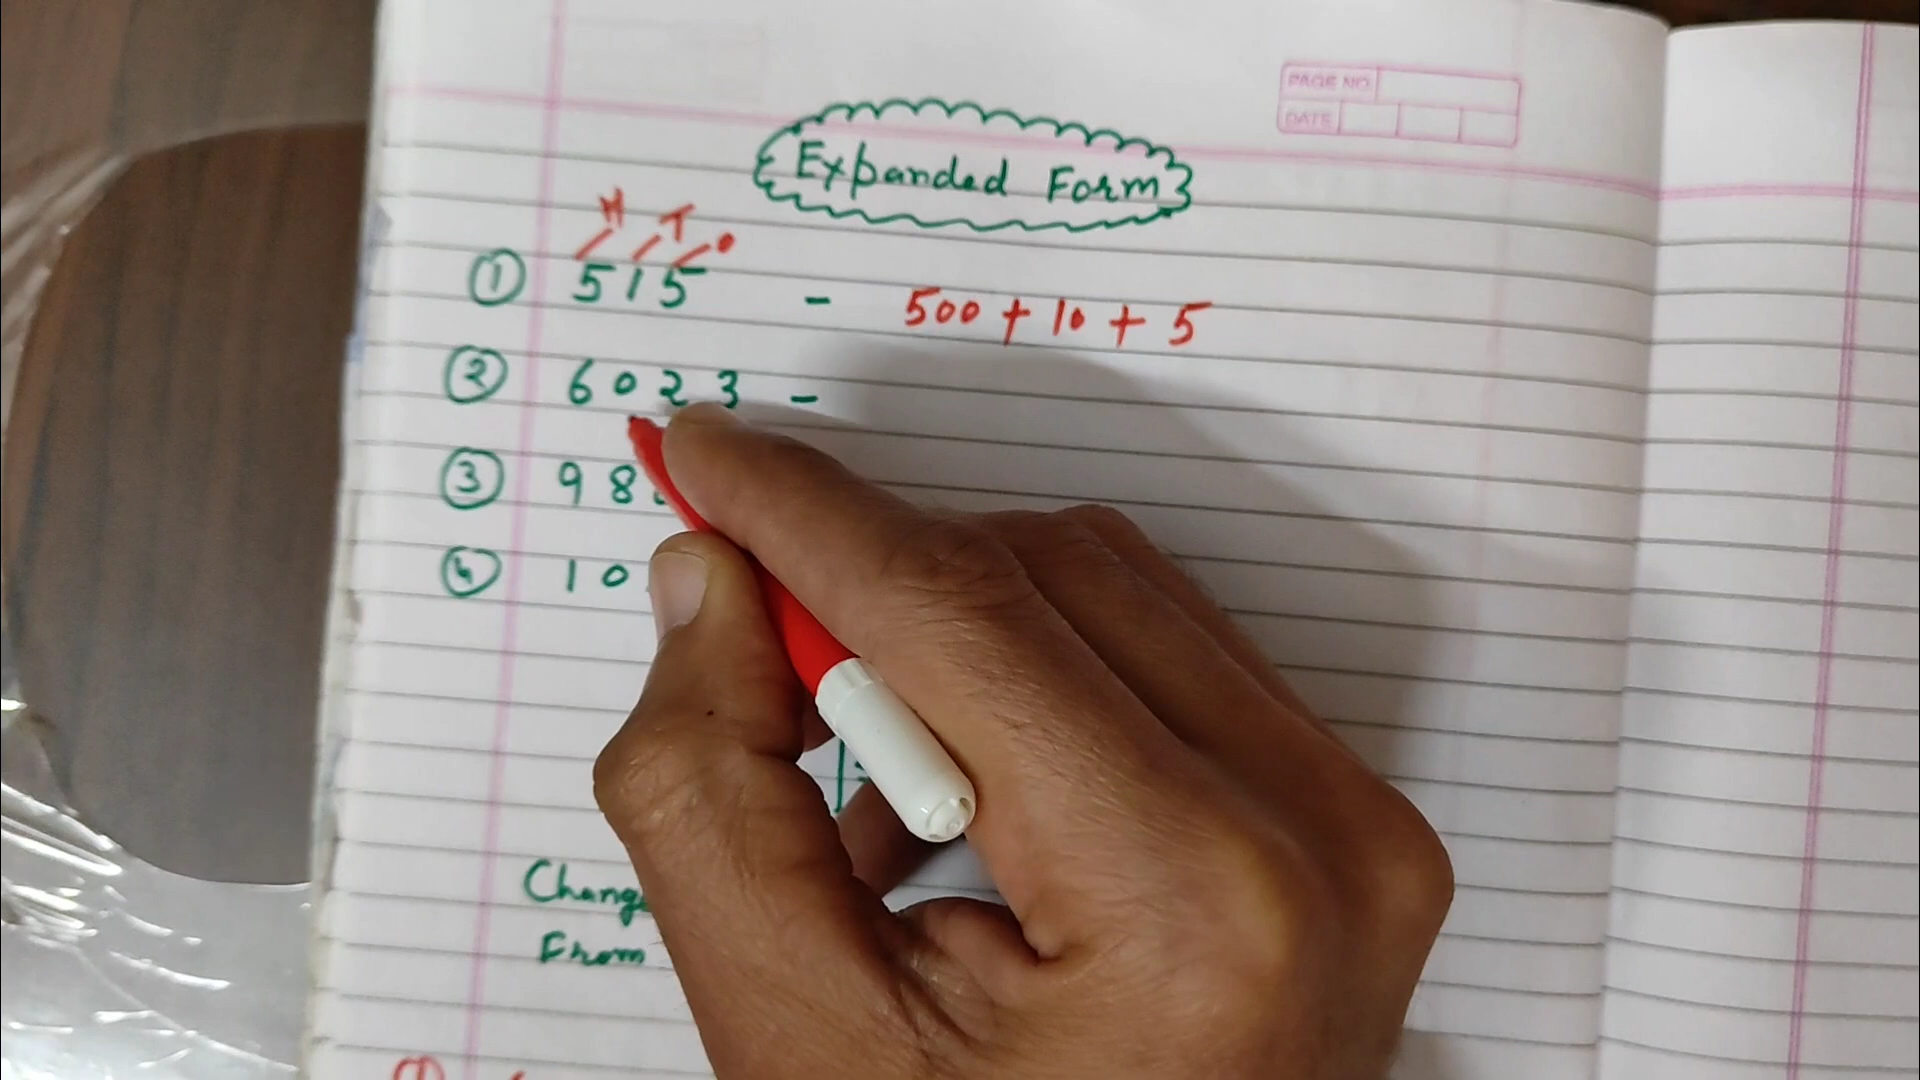 PAGE NO.
DATE
Expanded Form
H T O
① 515 - 500 + 10 + 5
② 6023 -
③ 98
④ 10
Change
From